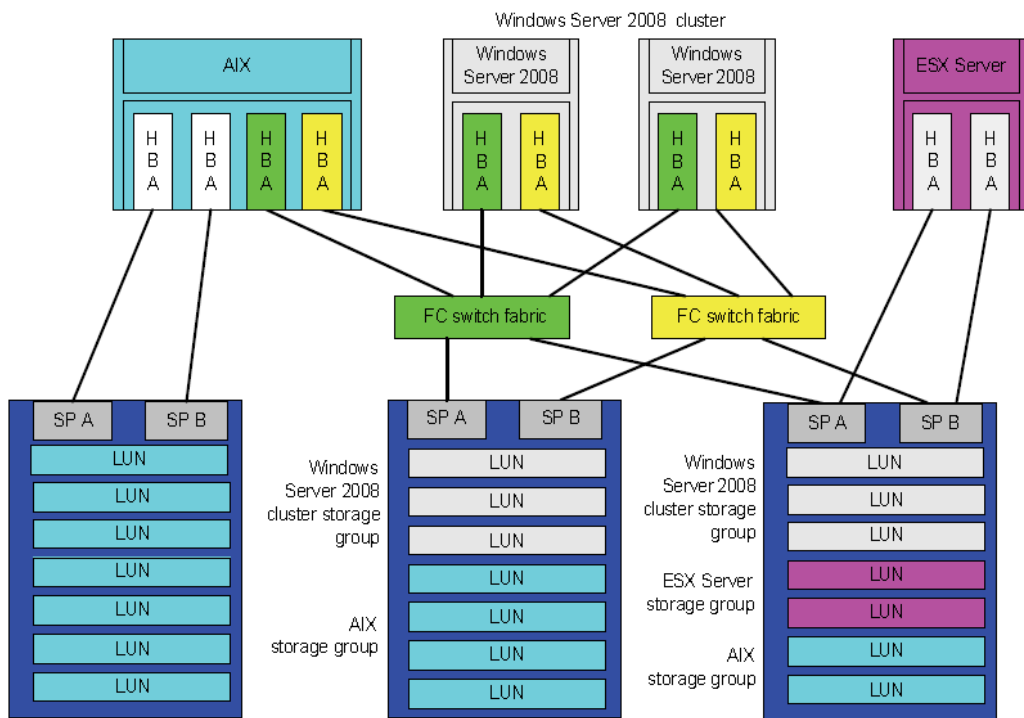 Windows Server 2008 cluster
AIX
Windows
Server 2008
Windows
Server 2008
ESX Server
H
B
A
H
B
A
H
B
A
H
B
A
H
B
A
H
B
A
H
B
A
H
B
A
H
B
A
H
B
A
FC switch fabric
FC switch fabric
SP A
SP B
LUN
LUN
LUN
LUN
LUN
LUN
LUN
Windows
Server 2008
cluster storage
group
AIX
storage group
SP A
SP B
LUN
LUN
LUN
LUN
LUN
LUN
LUN
Windows
Server 2008
cluster storage
group
ESX Server
storage group
AIX
storage group
SP A
SP B
LUN
LUN
LUN
LUN
LUN
LUN
LUN